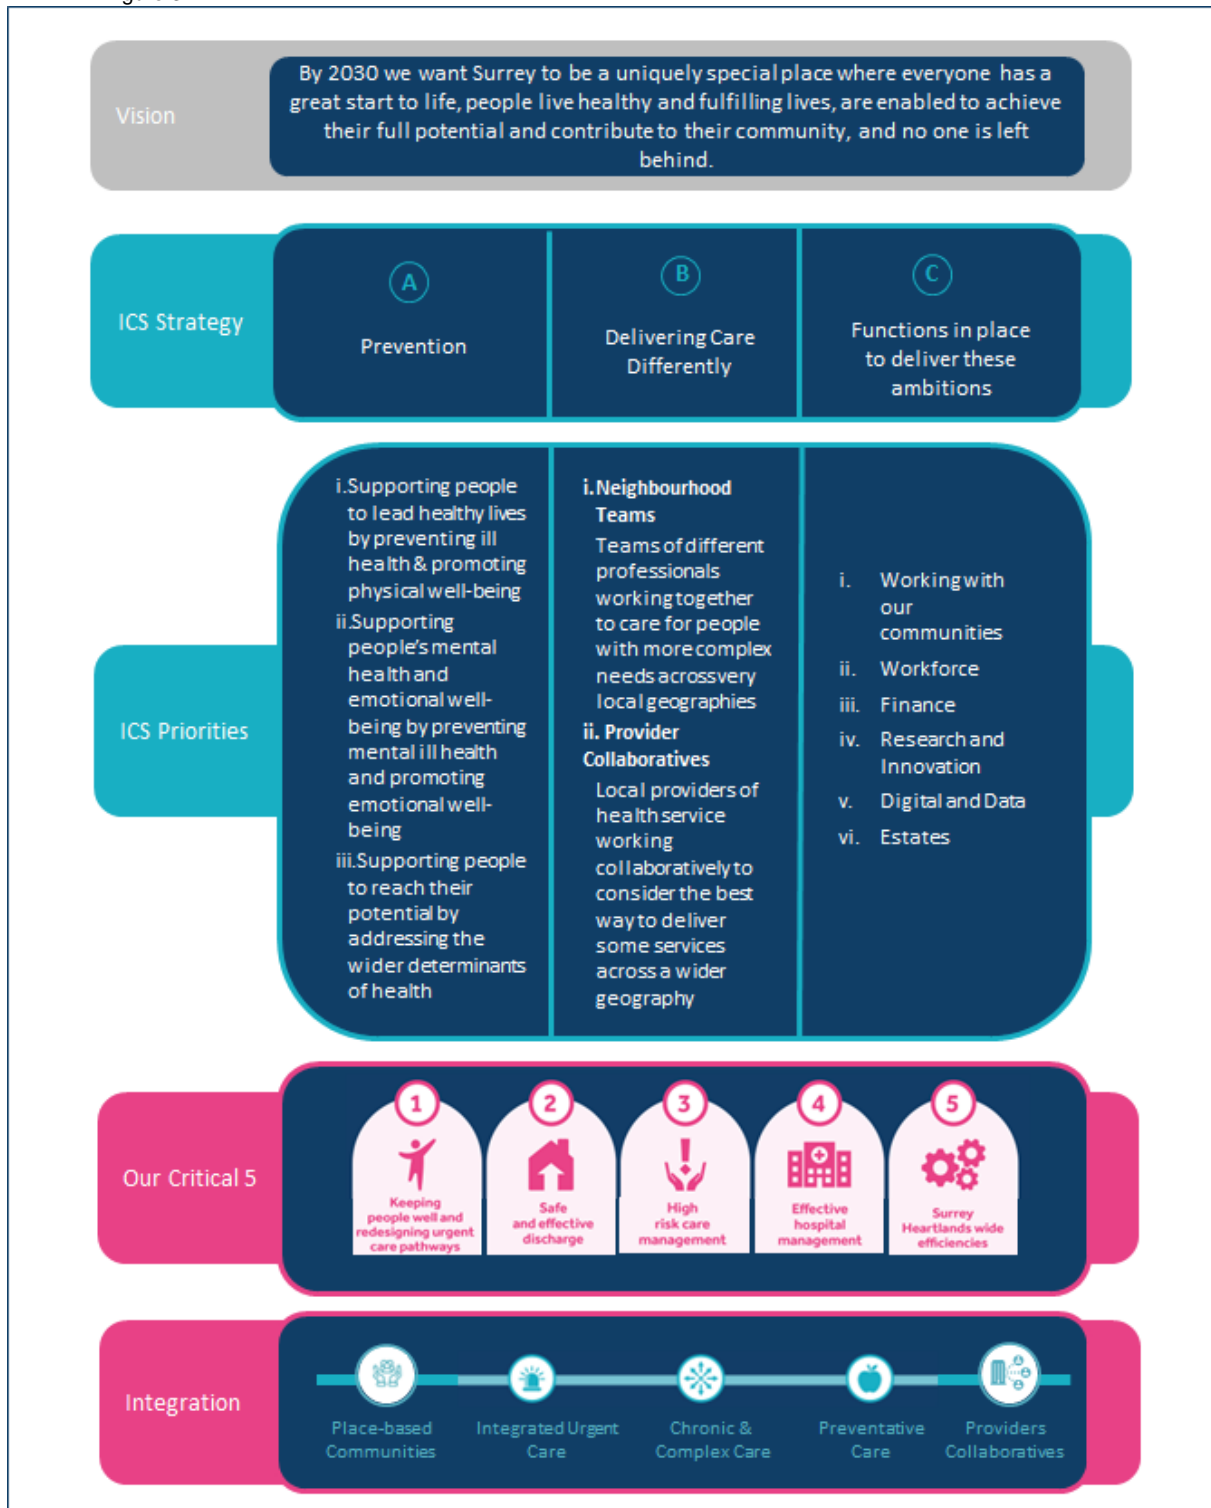 Vision
By 2030 we want Surrey to be a uniquely special place where everyone has a
great start to life, people live healthy and fulfilling lives, are enabled to achieve
their full potential and contribute to their community, and no one is left
behind.
ICS Strategy
A
Prevention
B
Delivering Care
Differently
C
Functions in place
to deliver these
ambitions
ICS Priorities
i.Supporting people
to lead healthy lives
by preventing ill
health & promoting
physical well-being
ii.Supporting
people's mental
health and
emotional well-
being by preventing
mental ill health
and promoting
emotional well-
being
iii.Supporting people
to reach their
potential by
addressing the
wider determinants
of health
i. Neighbourhood
Teams
Teams of different
professionals
working together
to care for people
with more complex
needs across very
local geographies
ii. Provider
Collaboratives
Local providers of
health service
working
collaboratively to
consider the best
way to deliver
some services
across a wider
geography
i. Working with
our
communities
ii. Workforce
iii. Finance
iv. Research and
Innovation
v. Digital and Data
vi. Estates
Our Critical 5
1
Keeping
people well and
redesigning urgent
care pathways
2
Safe
and effective
discharge
3
High
risk care
management
4
Effective
hospital
management
5
Surrey
Heartlands wide
efficiencies
Integration
Place-based
Communities
Integrated Urgent
Care
Chronic &
Complex Care
Preventative
Care
Providers
Collaboratives